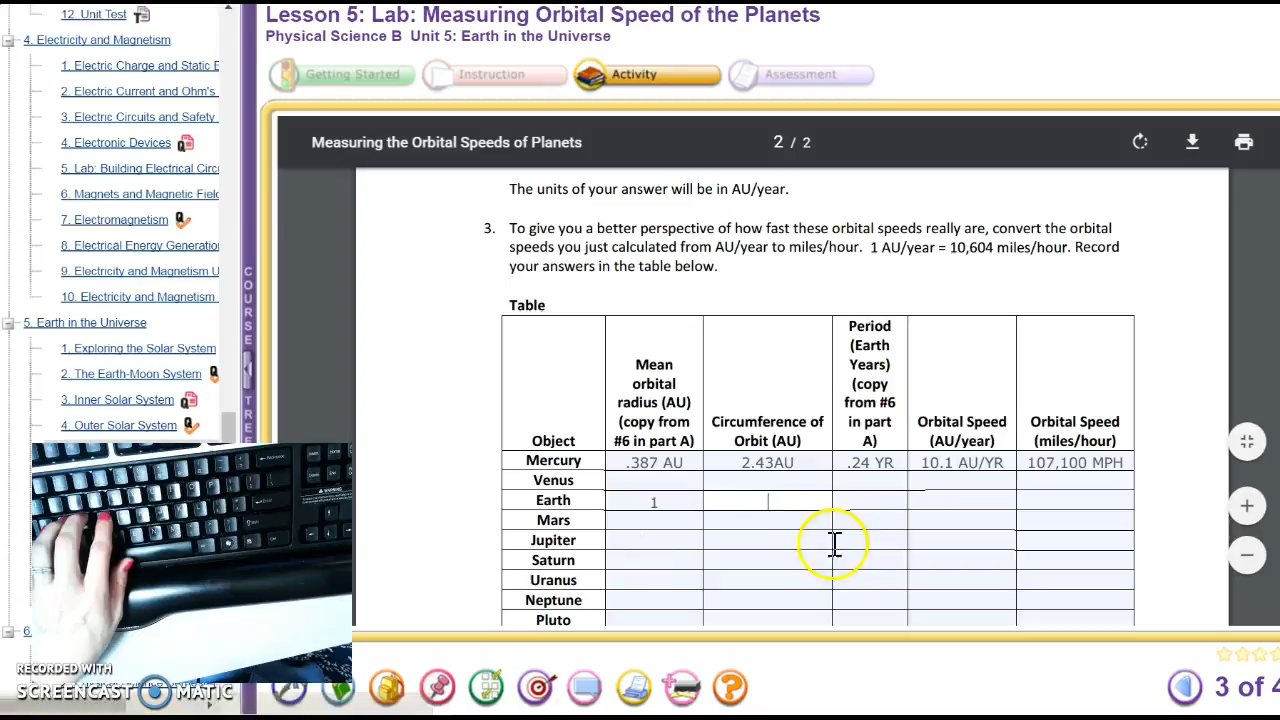 12. Unit Test
4. Electricity and Magnetism
1. Electric Charge and Static E
2. Electric Current and Ohm's
3. Electric Circuits and Safety
4. Electronic Devices
5. Lab: Building Electrical Circu
6. Magnets and Magnetic Field
7. Electromagnetism
8. Electrical Energy Generation
9. Electricity and Magnetism U
10. Electricity and Magnetism
5. Earth in the Universe
1. Exploring the Solar System
2. The Earth-Moon System
3. Inner Solar System
4. Outer Solar System
6.
RECORDED WITH
SCREENCAST MATIC
COURSE TREE
Lesson 5: Lab: Measuring Orbital Speed of the Planets
Physical Science B Unit 5: Earth in the Universe
Getting Started Instruction Activity Assessment
Measuring the Orbital Speeds of Planets 2 / 2
The units of your answer will be in AU/year.
3. To give you a better perspective of how fast these orbital speeds really are, convert the orbital
speeds you just calculated from AU/year to miles/hour. 1 AU/year = 10,604 miles/hour. Record
your answers in the table below.
Table
Object Mean orbital radius (AU) (copy from #6 in part A) Circumference of Orbit (AU) Period (Earth Years) (copy from #6 in part A) Orbital Speed (AU/year) Orbital Speed (miles/hour)
Mercury .387 AU 2.43AU .24 YR 10.1 AU/YR 107,100 MPH
Venus
Earth 1
Mars
Jupiter
Saturn
Uranus
Neptune
Pluto
3 of 4